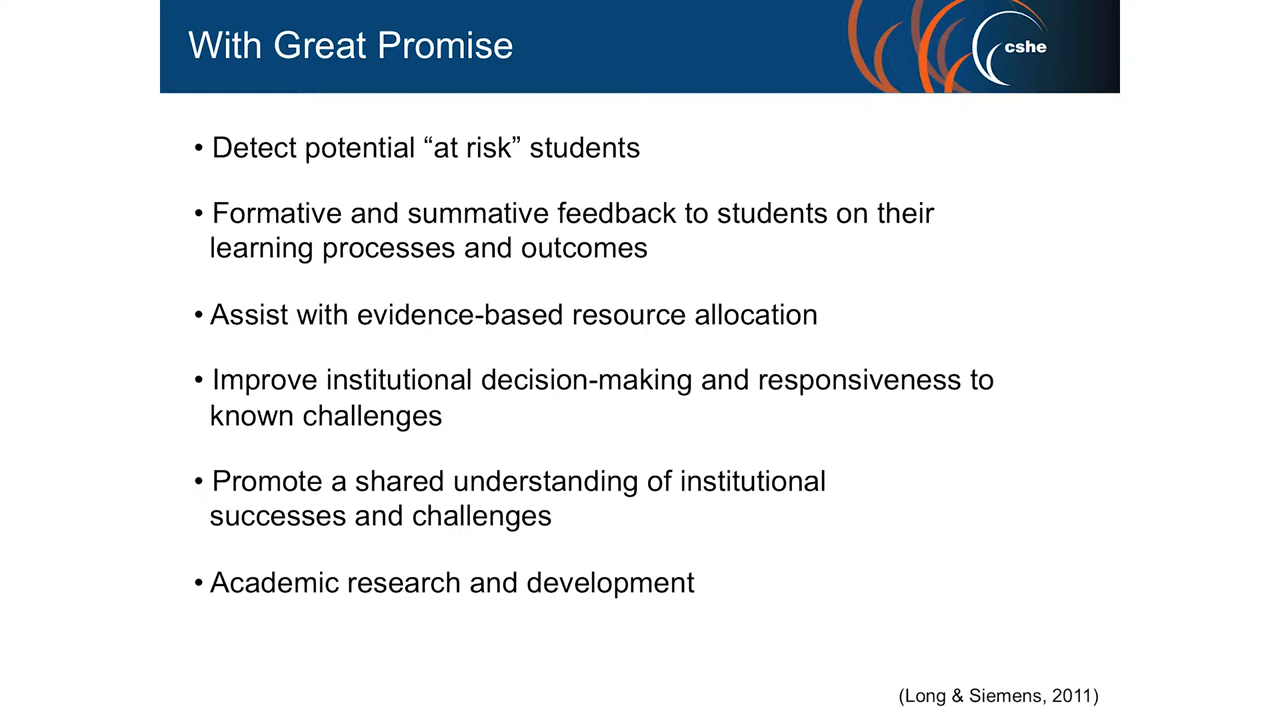 With Great Promise
cshe
• Detect potential “at risk” students
• Formative and summative feedback to students on their
learning processes and outcomes
• Assist with evidence-based resource allocation
• Improve institutional decision-making and responsiveness to
known challenges
• Promote a shared understanding of institutional
successes and challenges
• Academic research and development
(Long & Siemens, 2011)